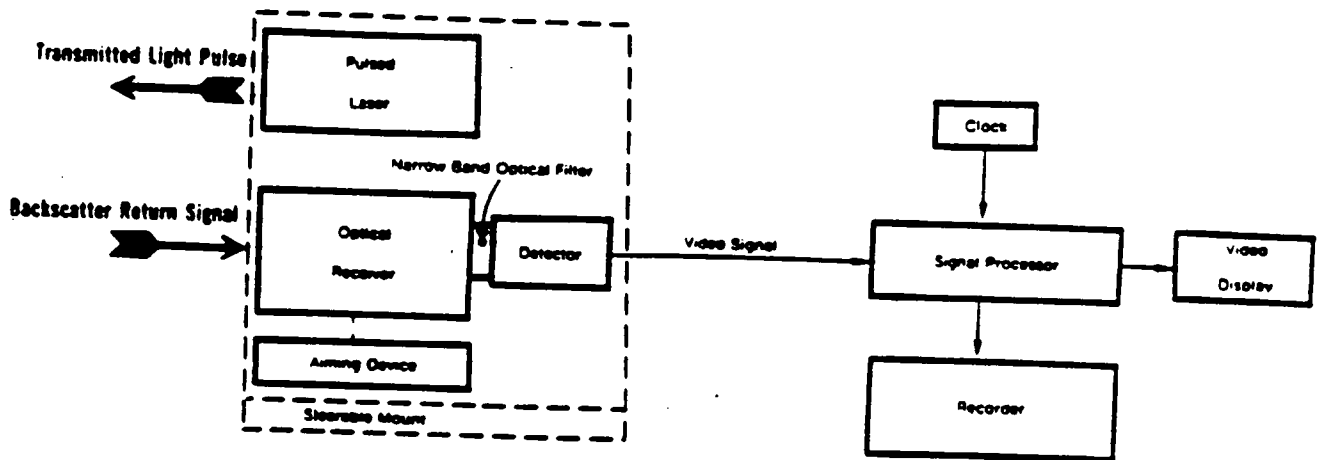 Transmitted Light Pulse
Pulsed
Laser
Clock
Narrow Band Optical Filter
Backscatter Return Signal
Optical
Receiver
Detector
Video Signal
Signal Processor
Video
Display
Aiming Device
Steerable Mount
Recorder